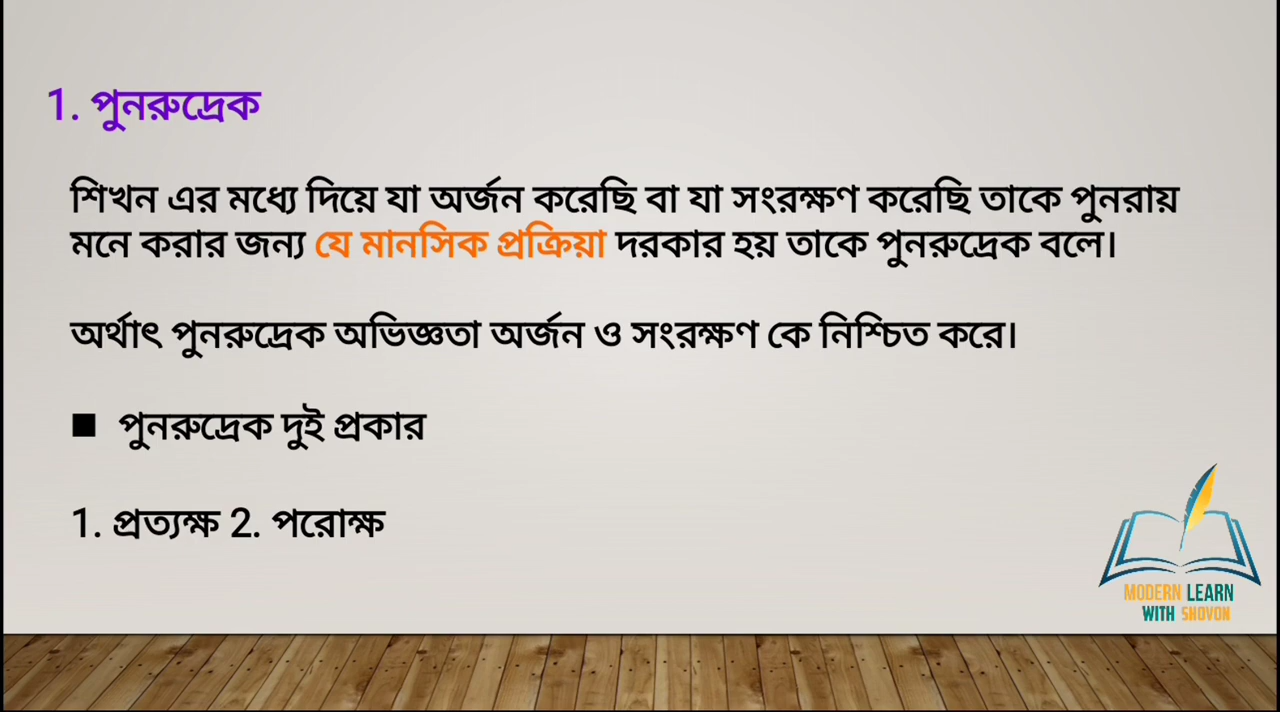 1. পুনরুদ্রেক
শিখন এর মধ্যে দিয়ে যা অর্জন করেছি বা যা সংরক্ষণ করেছি তাকে পুনরায়
মনে করার জন্য যে মানসিক প্রক্রিয়া দরকার হয় তাকে পুনরুদ্রেক বলে।
অর্থাৎ পুনরুদ্রেক অভিজ্ঞতা অর্জন ও সংরক্ষণ কে নিশ্চিত করে।
■ পুনরুদ্রেক দুই প্রকার
1. প্রত্যক্ষ 2. পরোক্ষ
MODERN LEARN
WITH SHOVON